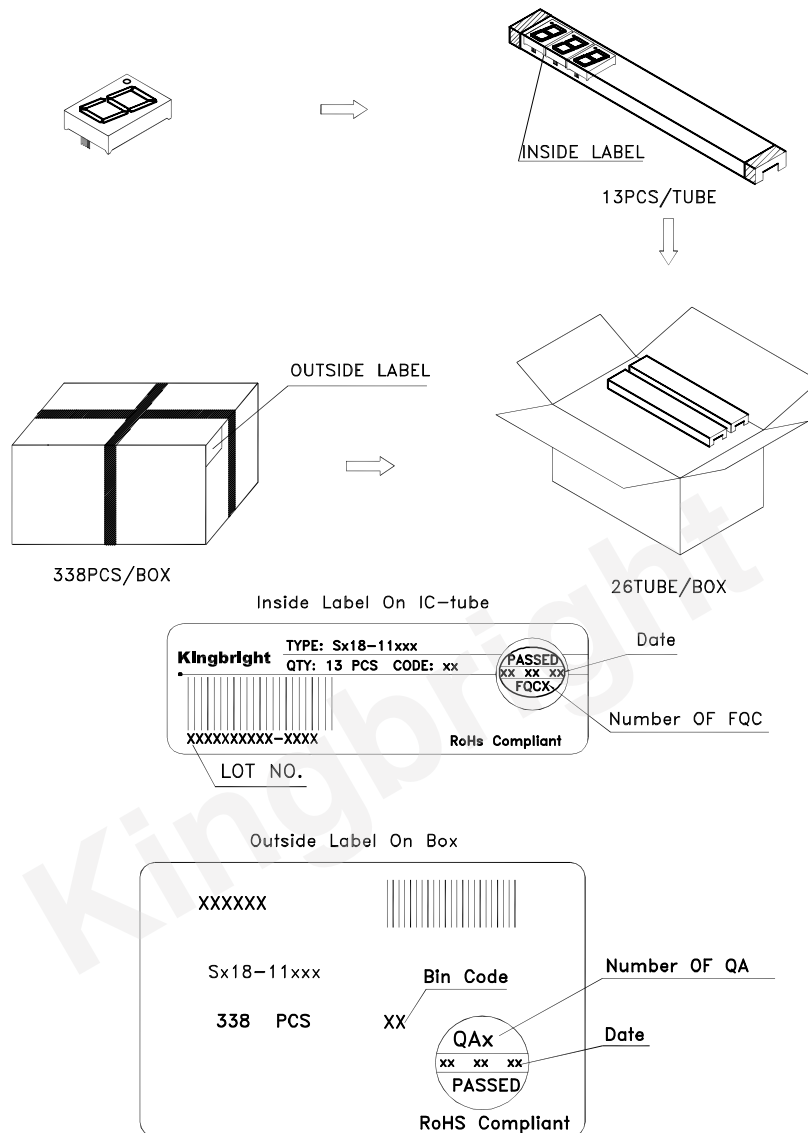 INSIDE LABEL
13PCS/TUBE
OUTSIDE LABEL
338PCS/BOX
26TUBE/BOX
Inside Label On IC-tube
Kingbright
TYPE: Sx18-11xxx
QTY: 13 PCS CODE: xx
PASSED
xx xx xx
FQCX
Date
Number OF FQC
XXXXXXXXXX-XXXX
RoHs Compliant
LOT NO.
Outside Label On Box
XXXXXX
Sx18-11xxx
Bin Code
Number OF QA
338 PCS
XX
QAx
Date
xx xx xx
PASSED
RoHS Compliant
Kingbright